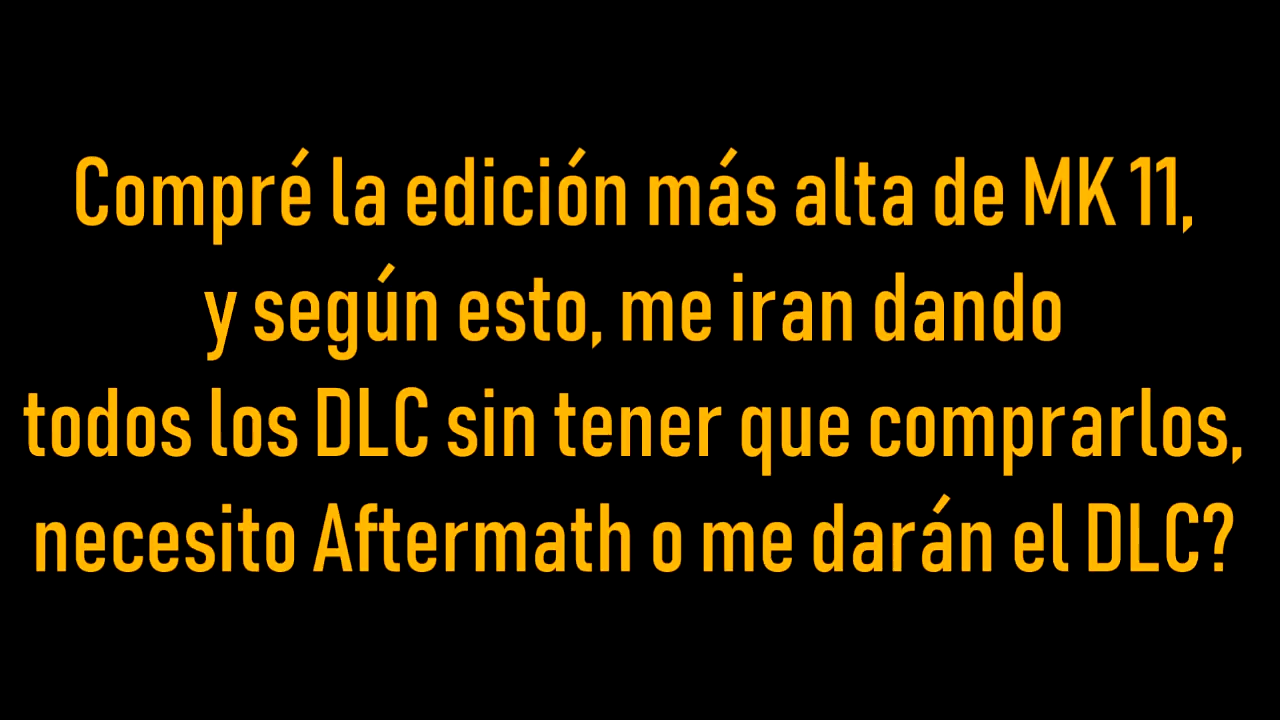 Compré la edición más alta de MK 11,
y según esto, me iran dando
todos los DLC sin tener que comprarlos,
necesito Aftermath o me darán el DLC?